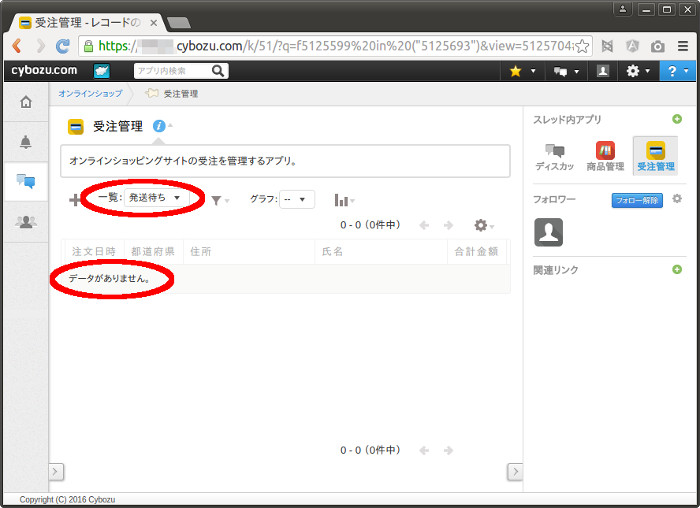 受注管理 - レコードの
https:// .cybozu.com/k/51/?q=f5125599%20in%20("5125693")&view=5125704
cybozu.com アプリ内検索
オンラインショップ 受注管理
受注管理
オンラインショッピングサイトの受注を管理するアプリ。
一覧: 発送待ち グラフ: --
0 - 0 (0件中)
注文日時 都道府県 住所 氏名 合計金額
データがありません。
0 - 0 (0件中)
スレッド内アプリ
ディスカッ 商品管理 受注管理
フォロワー フォロー解除
関連リンク
Copyright (C) 2016 Cybozu